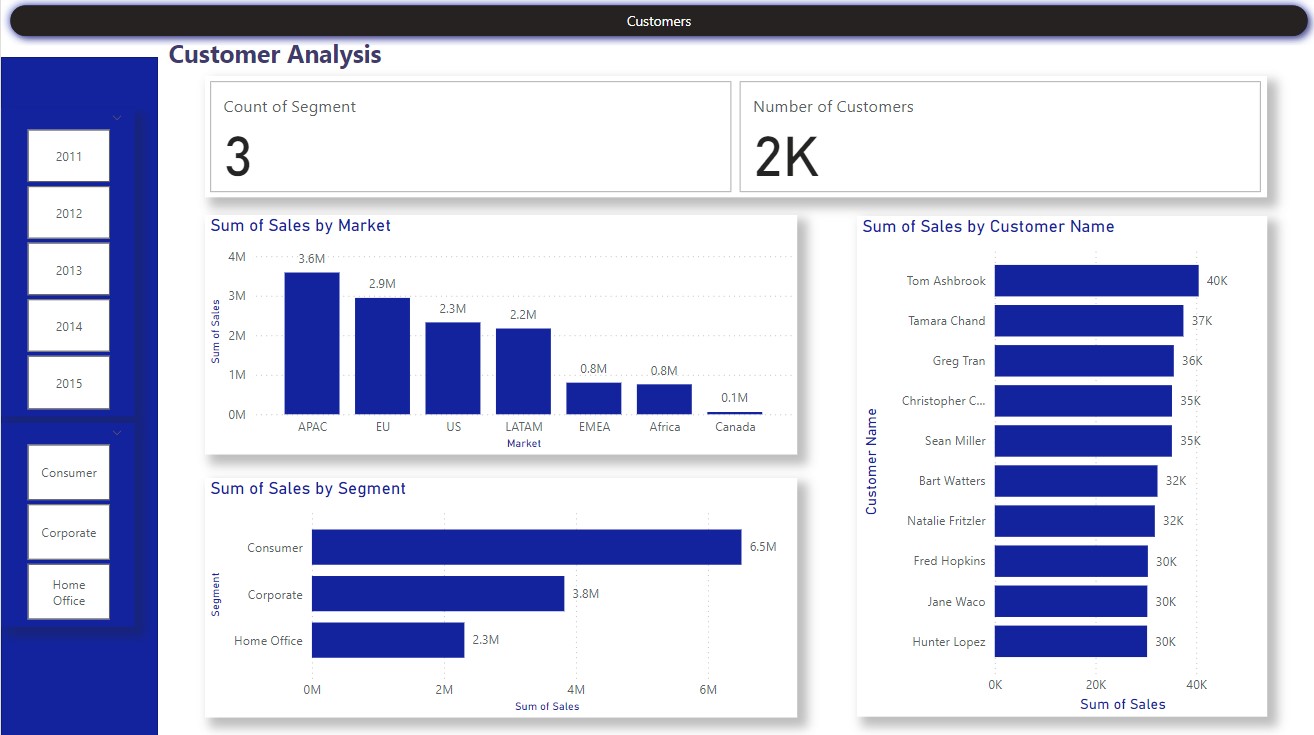 Customers
Customer Analysis
2011
2012
2013
2014
2015
Consumer
Corporate
Home
Office
Count of Segment
3
Number of Customers
2K
Sum of Sales by Market
Sum of Sales
4M
3M
2M
1M
0M
3.6M
2.9M
2.3M
2.2M
0.8M
0.8M
0.1M
APAC
EU
US
LATAM
EMEA
Africa
Canada
Market
Sum of Sales by Segment
Segment
Consumer
6.5M
Corporate
3.8M
Home Office
2.3M
0M
2M
4M
6M
Sum of Sales
Sum of Sales by Customer Name
Customer Name
Tom Ashbrook
40K
Tamara Chand
37K
Greg Tran
36K
Christopher C...
35K
Sean Miller
35K
Bart Watters
32K
Natalie Fritzler
32K
Fred Hopkins
30K
Jane Waco
30K
Hunter Lopez
30K
0K
20K
40K
Sum of Sales